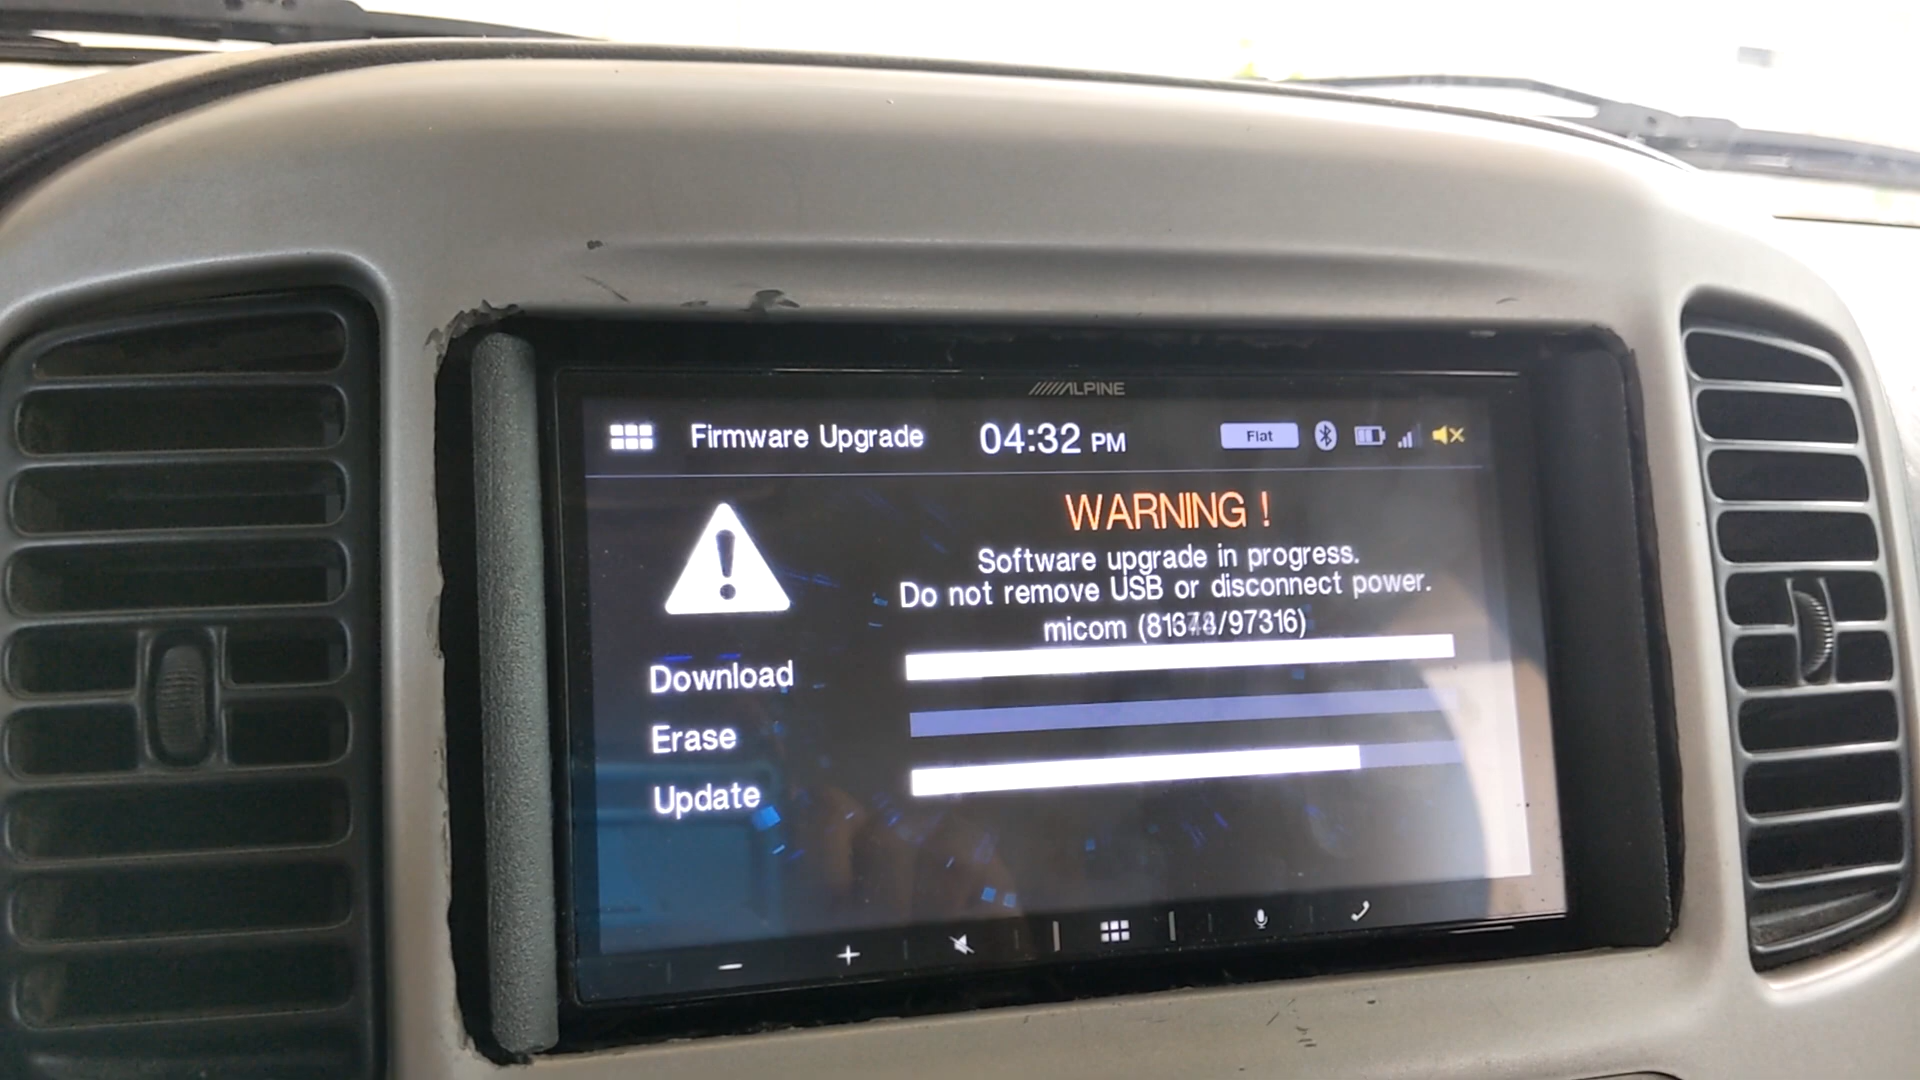 ALPINE
Firmware Upgrade 04:32 PM Flat
WARNING !
Software upgrade in progress.
Do not remove USB or disconnect power.
micom
Download
Erase
Update